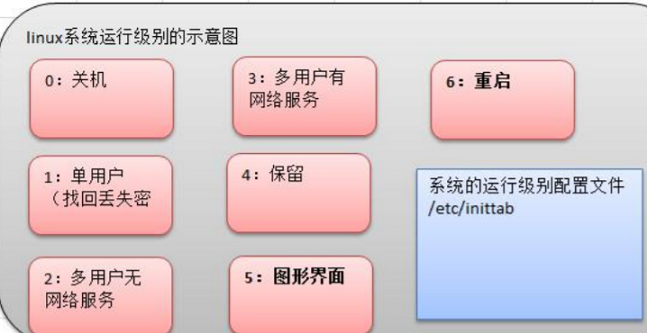 linux系统运行级别的示意图
0：关机
3：多用户有
网络服务
6：重启
1：单用户
（找回丢失密
4：保留
系统的运行级别配置文件
/etc/inittab
2：多用户无
网络服务
5：图形界面